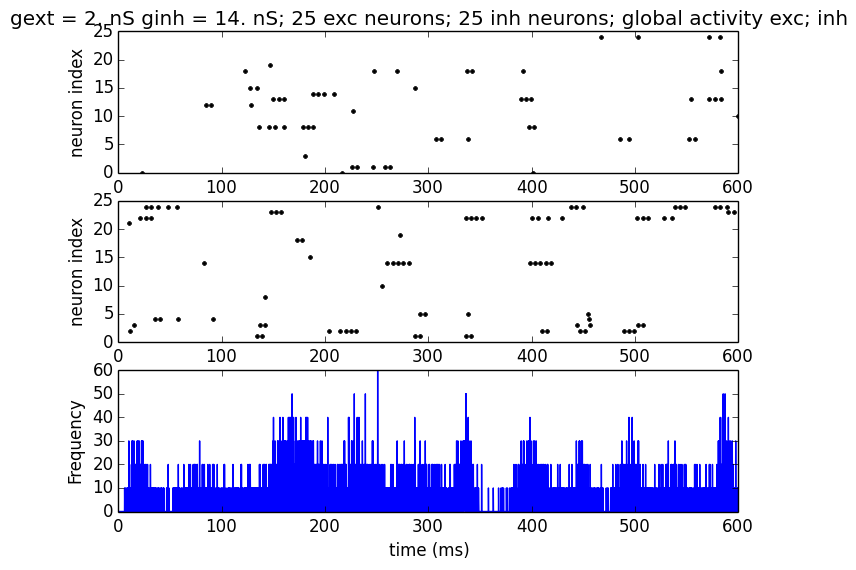 gext = 2. nS ginh = 14. nS; 25 exc neurons; 25 inh neurons; global activity exc; inh
25
20
15
10
5
0
neuron index
0 100 200 300 400 500 600
25
20
15
10
5
0
neuron index
0 100 200 300 400 500 600
60
50
40
30
20
10
0
Frequency
0 100 200 300 400 500 600
time (ms)